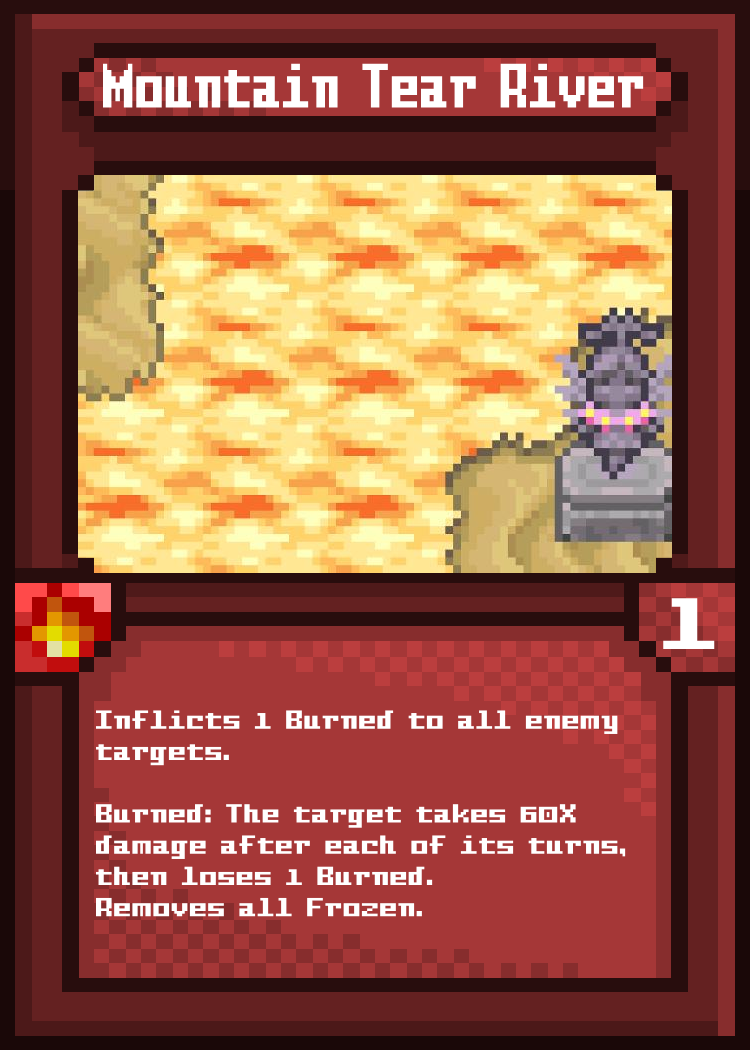 Mountain Tear River
1
Inflicts 1 Burned to all enemy
targets.
Burned: The target takes 60X
damage after each of its turns,
then loses 1 Burned.
Removes all Frozen.